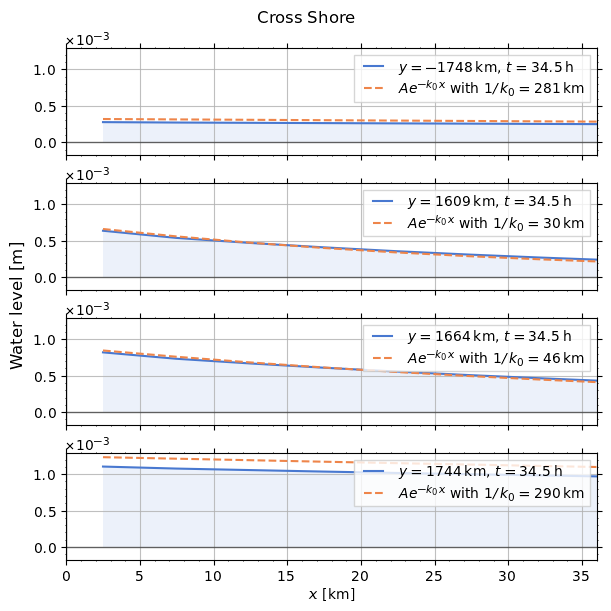 Cross Shore
×10⁻³
1.0
0.5
0.0
y = −1748 km, t = 34.5 h
Ae^{−k₀x} with 1/k₀ = 281 km
×10⁻³
1.0
0.5
0.0
y = 1609 km, t = 34.5 h
Ae^{−k₀x} with 1/k₀ = 30 km
×10⁻³
1.0
0.5
0.0
y = 1664 km, t = 34.5 h
Ae^{−k₀x} with 1/k₀ = 46 km
×10⁻³
1.0
0.5
0.0
y = 1744 km, t = 34.5 h
Ae^{−k₀x} with 1/k₀ = 290 km
Water level [m]
0 5 10 15 20 25 30 35
x [km]